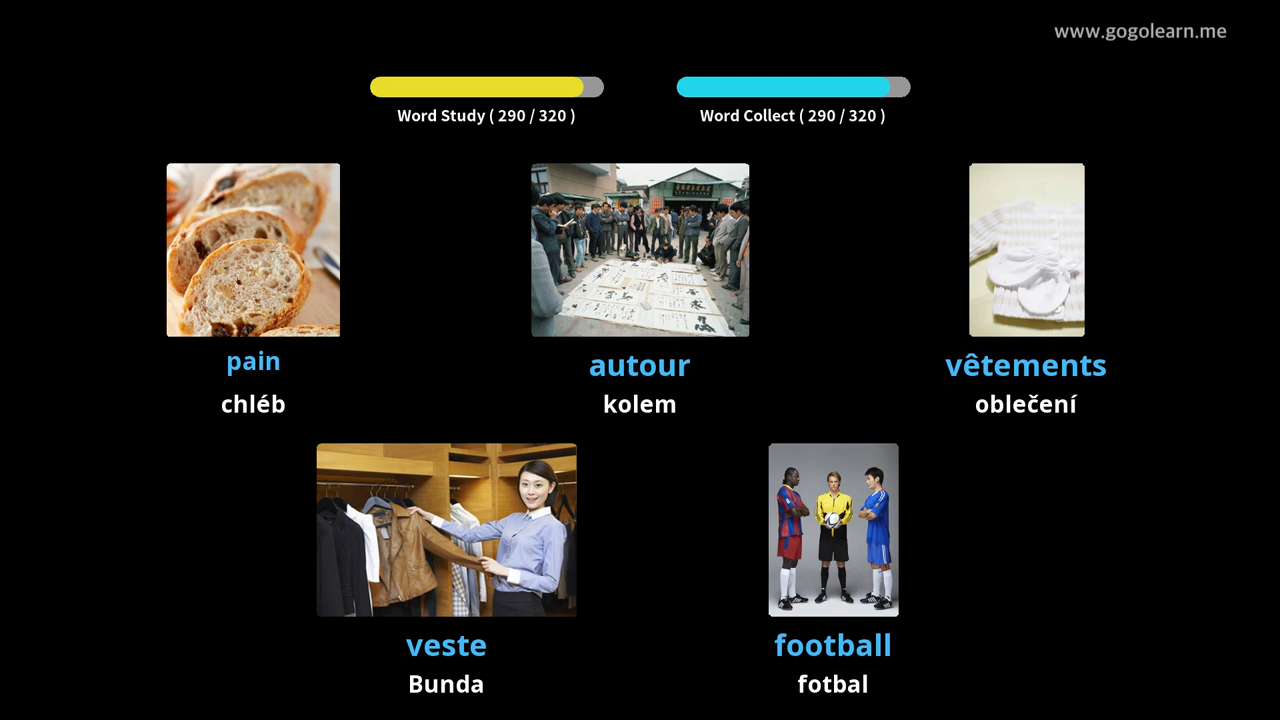 www.gogolearn.me
Word Study ( 290 / 320 )
Word Collect ( 290 / 320 )
pain
chléb
autour
kolem
vêtements
oblečení
veste
Bunda
football
fotbal